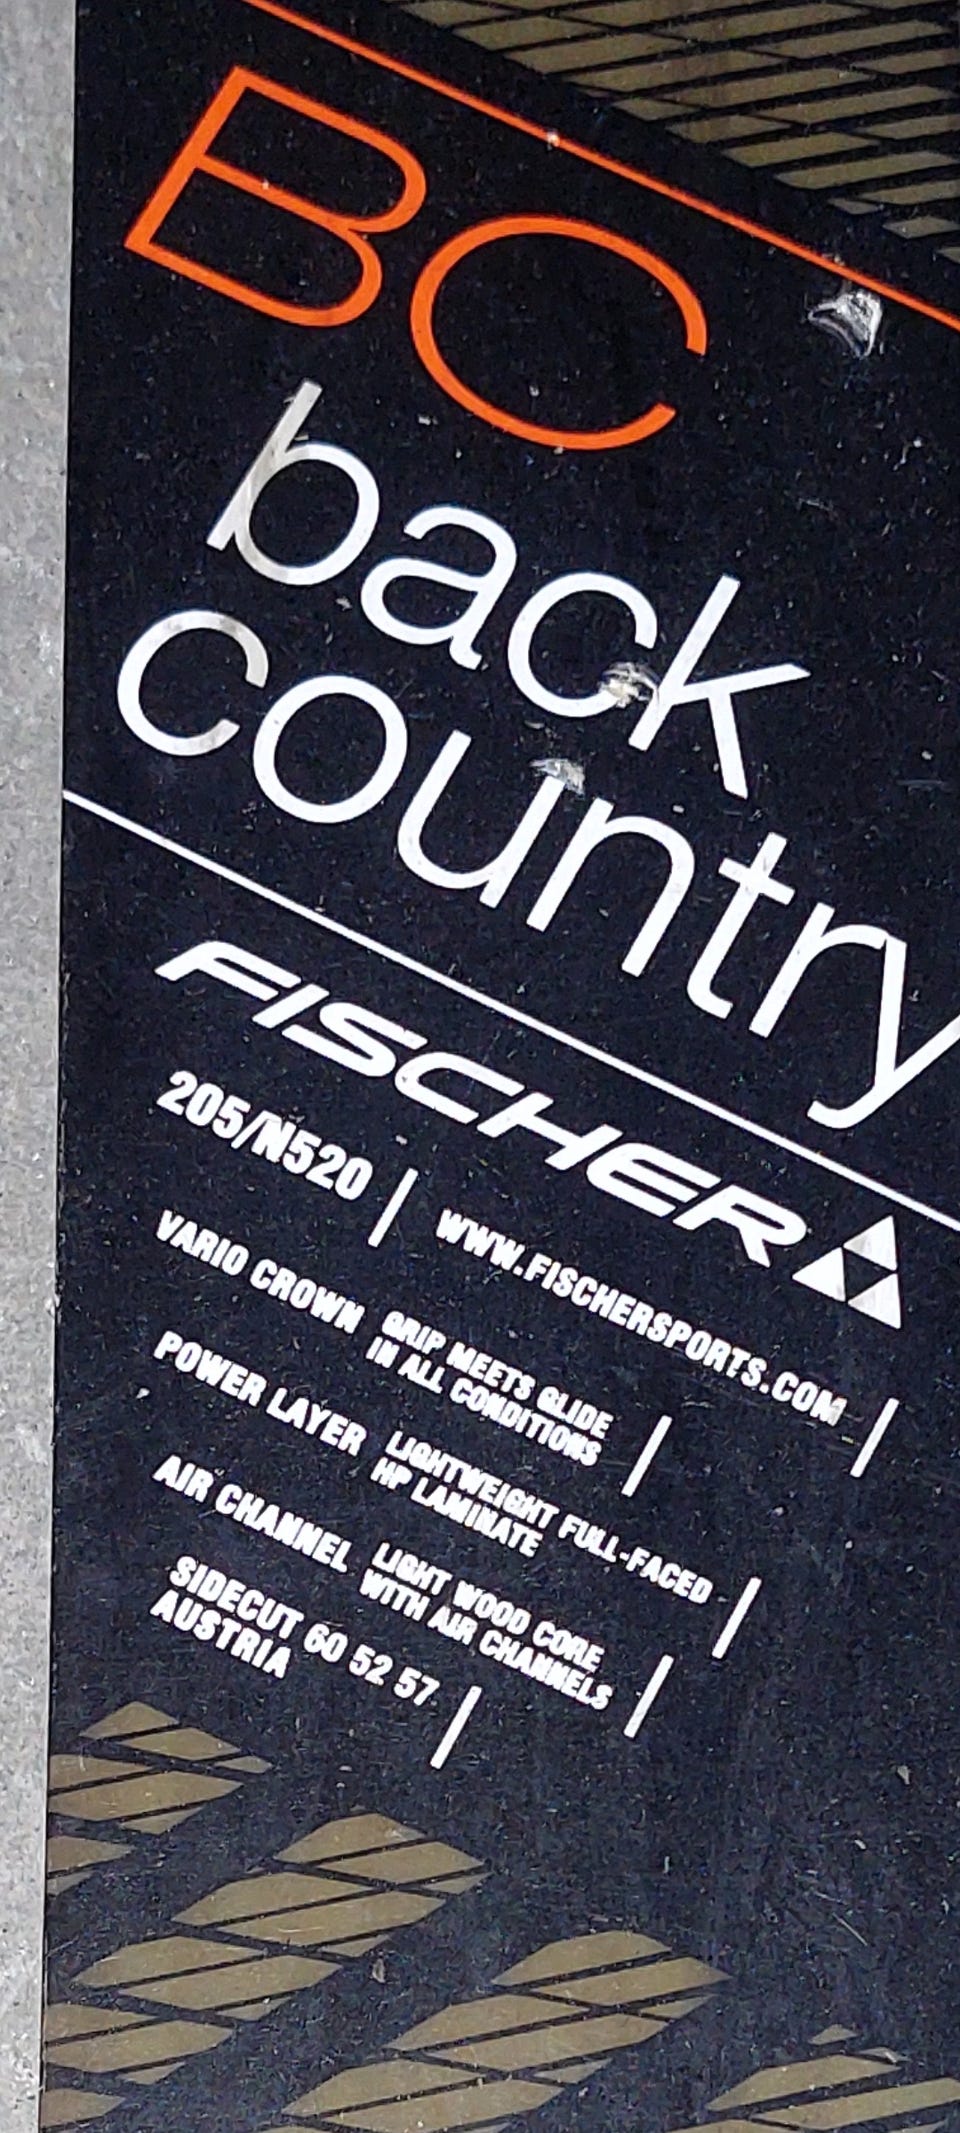 BC
back
country
FISCHER
205/N520 | WWW.FISCHERSPORTS.COM |
VARIO CROWN GRIP MEETS GLIDE
IN ALL CONDITIONS |
POWER LAYER LIGHTWEIGHT FULL-FACED
HP LAMINATE |
AIR CHANNEL LIGHT WOOD CORE
WITH AIR CHANNELS |
SIDECUT 60 52 57 |
AUSTRIA